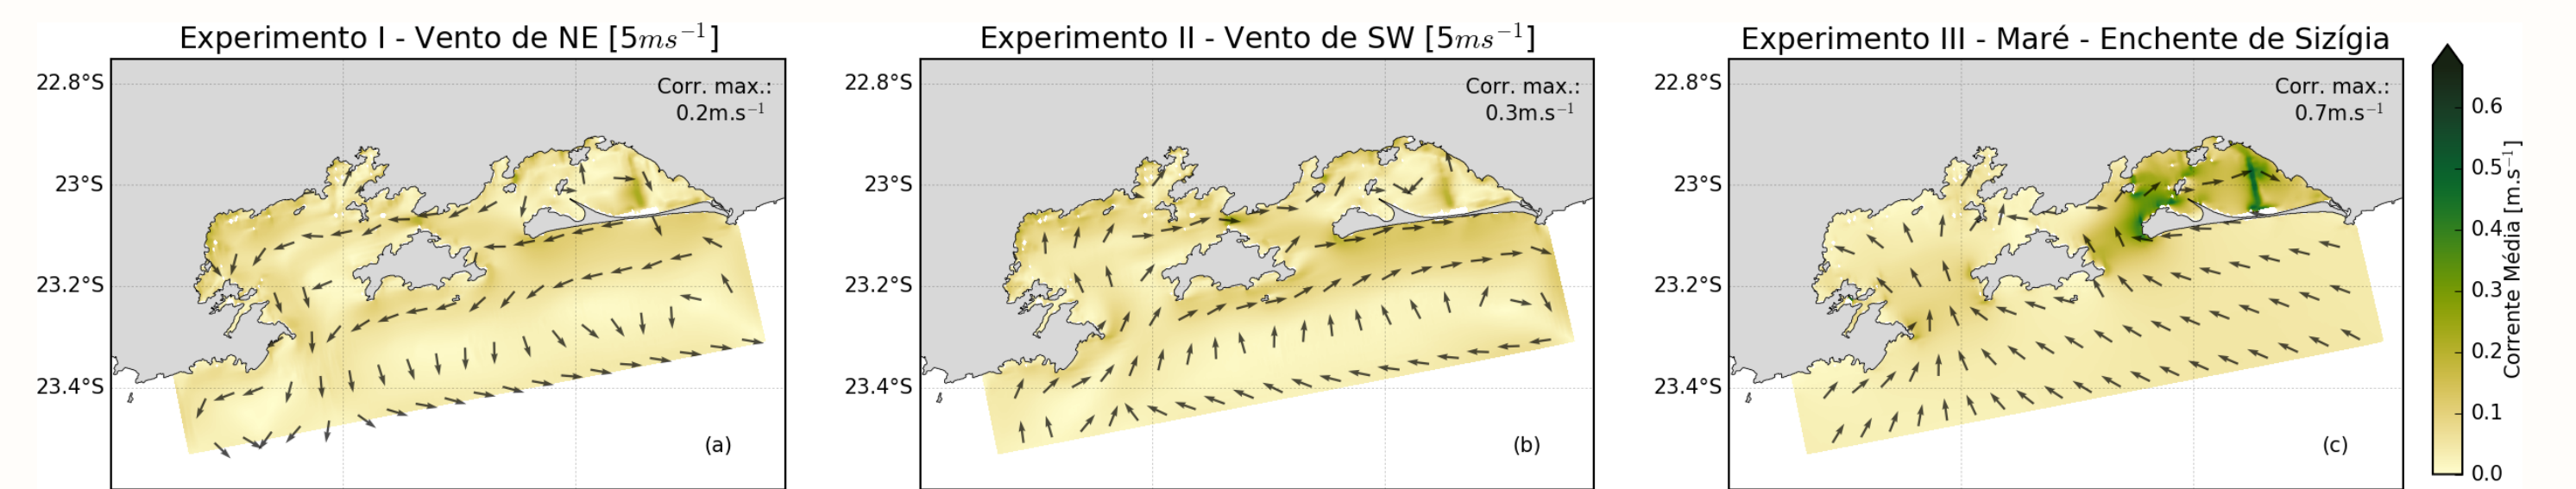 Experimento I - Vento de NE [5ms⁻¹]
22.8°S
23°S
23.2°S
23.4°S
Corr. max.:
0.2m.s⁻¹
(a)
Experimento II - Vento de SW [5ms⁻¹]
22.8°S
23°S
23.2°S
23.4°S
Corr. max.:
0.3m.s⁻¹
(b)
Experimento III - Maré - Enchente de Sizígia
22.8°S
23°S
23.2°S
23.4°S
Corr. max.:
0.7m.s⁻¹
(c)
0.6
0.5
0.4
0.3
0.2
0.1
0.0
Corrente Média [m.s⁻¹]